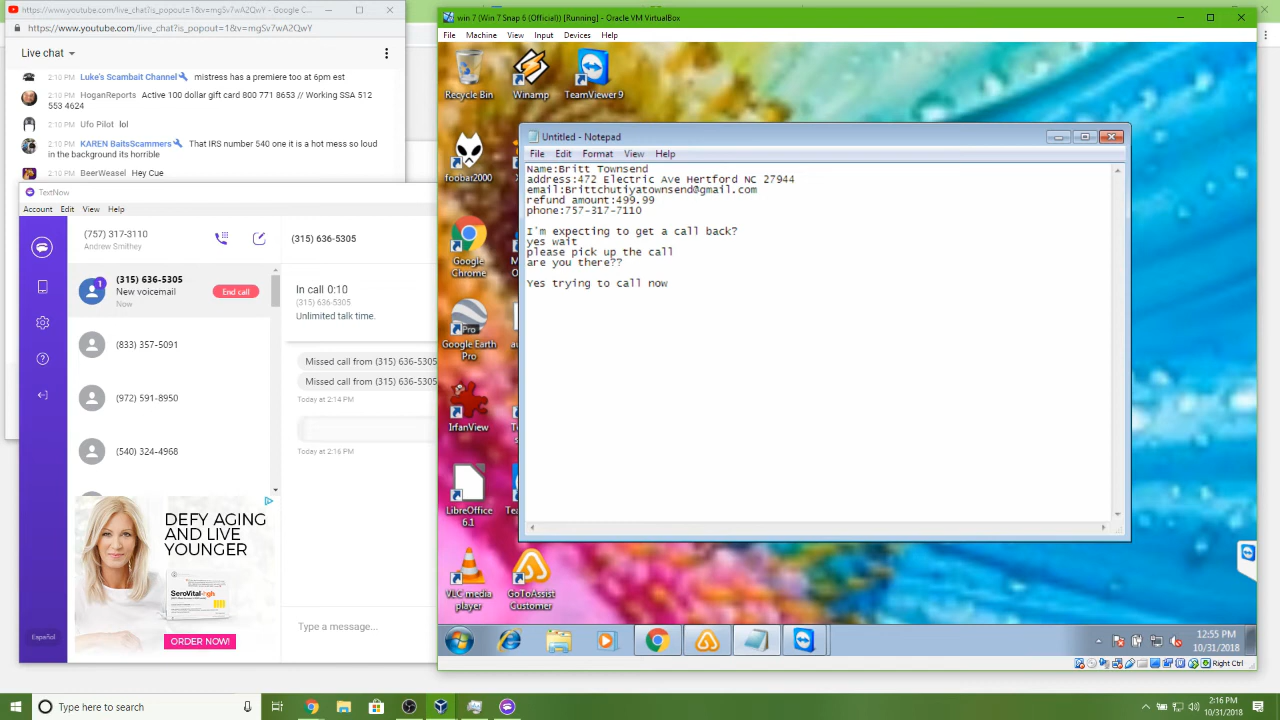 https://www.youtube.com/live_chat?is_popout=1&v=mgSv7wA2QwY - Google C...
https://www.youtube.com/live_chat?is_popout=1&v=mgSv7wA2QwY
Live chat
2:10 PM Luke's Scambait Channel mistress has a premiere too at 6pm est
2:10 PM HoganReports Active 100 dollar gift card 800 771 8653 // Working SSA 512
553 4624
2:10 PM Ufo Pilot lol
2:10 PM KAREN BaitsScammers That IRS number 540 one it is a hot mess
in the background its horrible
2:10 PM BeerWeasel Hey Cue
TextNow
Account Edit View Help
(757) 317-3110
Andrew Smithey
(315) 636-5305
1
(315) 636-5305
New voicemail
Now
End call
In call 0:10
(315) 636-5305
Unlimited talk time.
(833) 357-5091
Missed call from (315) 636-5305
Missed call from (315) 636-5305
Today at 2:14 PM
(972) 591-8950
(540) 324-4968
Today at 2:16 PM
DEFY AGING
AND LIVE
YOUNGER
SeroVital-hgh
ORDER NOW!
Type a message...
Español
win 7 (Win 7 Snap 6 (Official)) [Running] - Oracle VM VirtualBox
File Machine View Input Devices Help
Recycle Bin
Winamp
TeamViewer 9
foobar2000
Google
Chrome
Pro
Google Earth
Pro
IrfanView
LibreOffice
6.1
VLC media
player
GoToAssist
Customer
Untitled - Notepad
File Edit Format View Help
Name:Britt Townsend
address:472 Electric Ave Hertford NC 27944
email:Brittchutiyatownsend@gmail.com
refund amount:499.99
phone:757-317-7110
I'm expecting to get a call back?
yes wait
please pick up the call
are you there??
Yes trying to call now
12:55 PM
10/31/2018
Right Ctrl
Type here to search
2:16 PM
10/31/2018